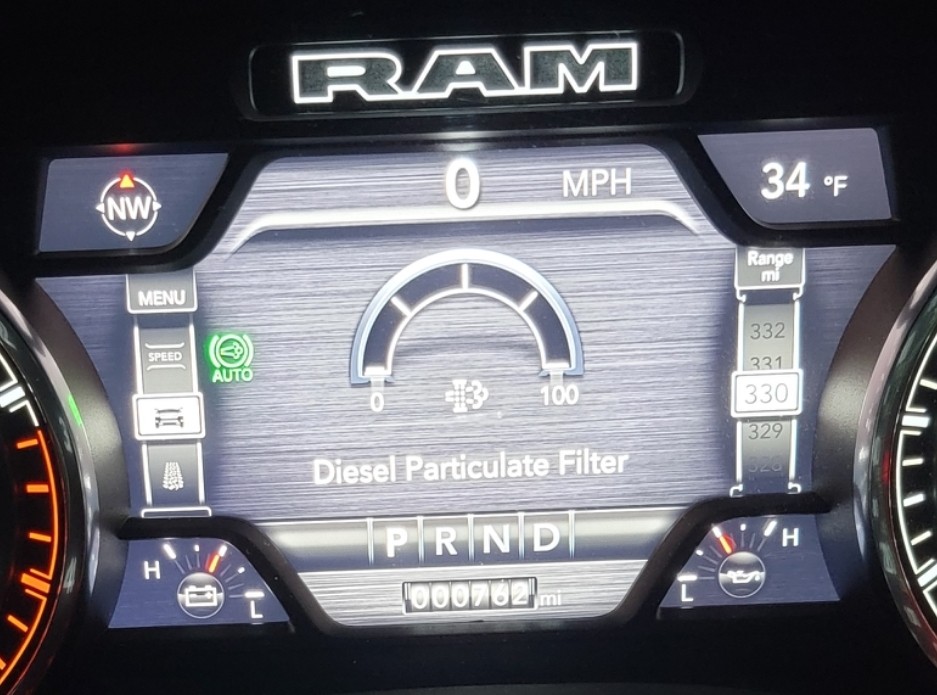 RAM
0 MPH
NW
34 °F
MENU
SPEED
AUTO
Range
mi
332
331
330
329
0
100
Diesel Particulate Filter
P R N D
H
L
000762 mi
L
H